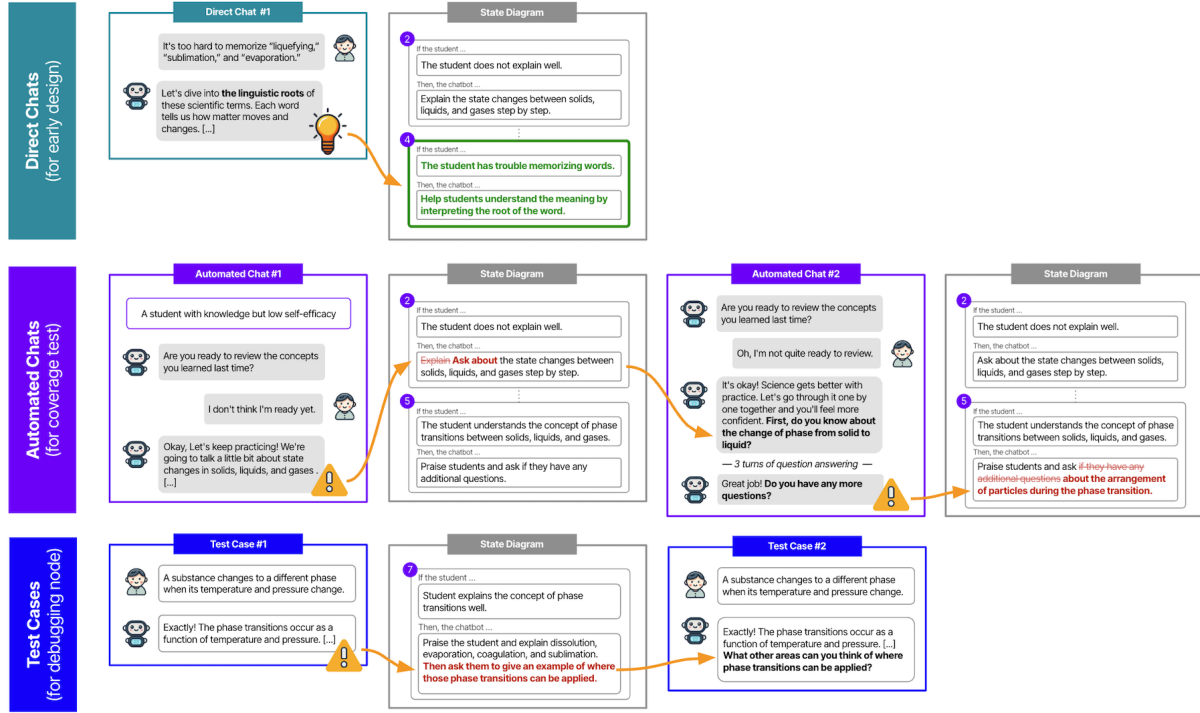 Direct Chats
(for early design)
Direct Chat #1
It's too hard to memorize “liquefying,”
“sublimation,” and “evaporation.”
Let's dive into the linguistic roots of
these scientific terms. Each word
tells us how matter moves and
changes. [...]
State Diagram
2
If the student ...
The student does not explain well.
Then, the chatbot ...
Explain the state changes between solids,
liquids, and gases step by step.
4
If the student ...
The student has trouble memorizing words.
Then, the chatbot ...
Help students understand the meaning by
interpreting the root of the word.
Automated Chats
(for coverage test)
Automated Chat #1
A student with knowledge but low self-efficacy
Are you ready to review the concepts
you learned last time?
I don't think I'm ready yet.
Okay, Let's keep practicing! We're
going to talk a little bit about state
changes in solids, liquids, and gases .
[...]
State Diagram
2
If the student ...
The student does not explain well.
Then, the chatbot ...
Explain Ask about the state changes between
solids, liquids, and gases step by step.
5
If the student ...
The student understands the concept of phase
transitions between solids, liquids, and gases.
Then, the chatbot ...
Praise students and ask if they have any
additional questions.
Automated Chat #2
Are you ready to review the concepts
you learned last time?
Oh, I'm not quite ready to review.
It's okay! Science gets better with
practice. Let's go through it one by
one together and you'll feel more
confident. First, do you know about
the change of phase from solid to
liquid?
— 3 turns of question answering —
Great job! Do you have any more
questions?
State Diagram
2
If the student ...
The student does not explain well.
Then, the chatbot ...
Ask about the state changes between solids,
liquids, and gases step by step.
5
If the student ...
The student understands the concept of phase
transitions between solids, liquids, and gases.
Then, the chatbot ...
Praise students and ask if they have any
additional questions about the arrangement
of particles during the phase transition.
Test Cases
(for debugging node)
Test Case #1
A substance changes to a different phase
when its temperature and pressure change.
Exactly! The phase transitions occur as a
function of temperature and pressure. [...]
State Diagram
7
If the student ...
Student explains the concept of phase
transitions well.
Then, the chatbot ...
Praise the student and explain dissolution,
evaporation, coagulation, and sublimation.
Then ask them to give an example of where
those phase transitions can be applied.
Test Case #2
A substance changes to a different phase
when its temperature and pressure change.
Exactly! The phase transitions occur as a
function of temperature and pressure. [...]
What other areas can you think of where
phase transitions can be applied?